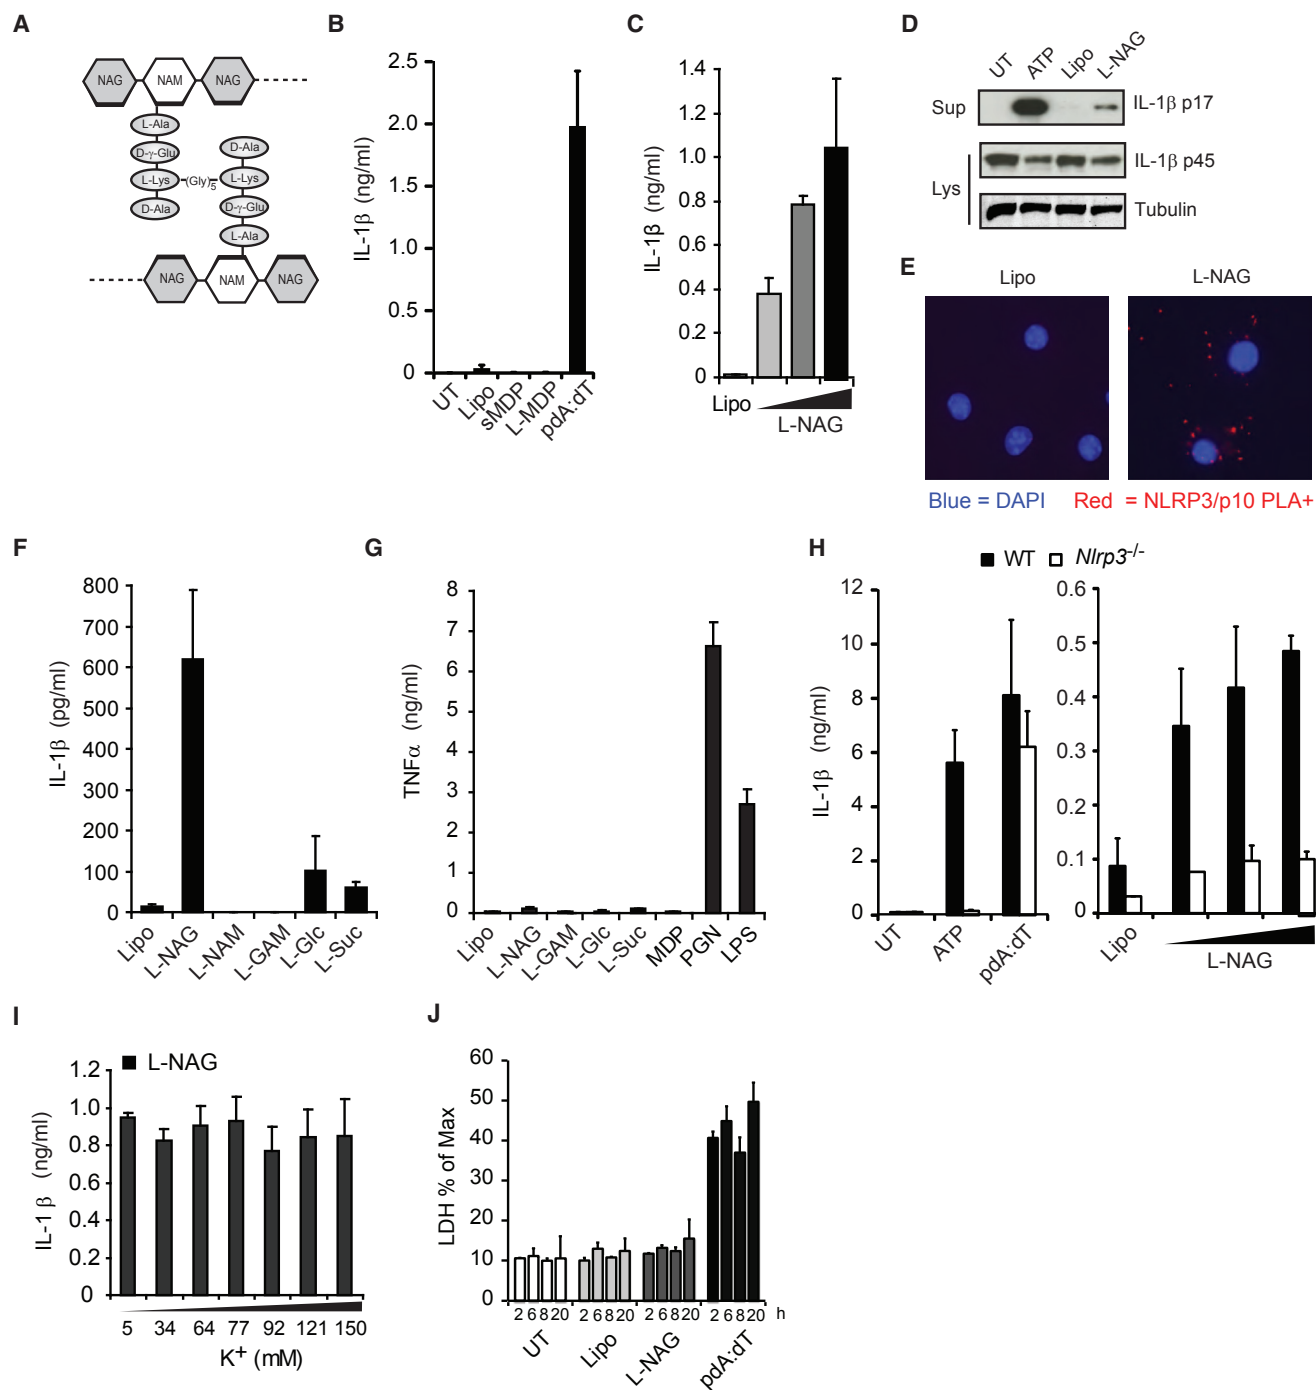 A
NAG NAM NAG
L-Ala
D-γ-Glu
L-Lys
D-Ala
(Gly)5
D-Ala
L-Lys
D-γ-Glu
L-Ala
NAG NAM NAG
B
IL-1β (ng/ml)
2.5
2.0
1.5
1.0
0.5
0
UT
Lipo
sMDP
L-MDP
pdA:dT
C
IL-1β (ng/ml)
1.4
1.2
1.0
0.8
0.6
0.4
0.2
0
Lipo
L-NAG
D
UT ATP Lipo L-NAG
Sup IL-1β p17
Lys
IL-1β p45
Tubulin
E
Lipo L-NAG
Blue = DAPI Red = NLRP3/p10 PLA+
F
IL-1β (pg/ml)
800
700
600
500
400
300
200
100
0
Lipo
L-NAG
L-NAM
L-GAM
L-Glc
L-Suc
G
TNFα (ng/ml)
8
7
6
5
4
3
2
1
0
Lipo
L-NAG
L-GAM
L-Glc
L-Suc
MDP
PGN
LPS
H
WT Nlrp3-/-
IL-1β (ng/ml)
12
10
8
6
4
2
0
UT
ATP
pdA:dT
0.6
0.5
0.4
0.3
0.2
0.1
0
Lipo
L-NAG
I
L-NAG
IL-1β (ng/ml)
1.2
1.0
0.8
0.6
0.4
0.2
0
5 34 64 77 92 121 150
K+ (mM)
J
LDH % of Max
60
50
40
30
20
10
0
2 6 8 20 2 6 8 20 2 6 8 20 2 6 8 20 h
UT
Lipo
L-NAG
pdA:dT